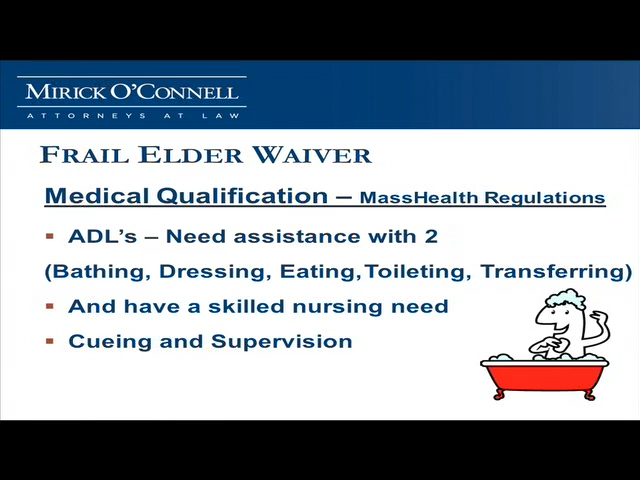 MIRICK O'CONNELL
ATTORNEYS AT LAW
FRAIL ELDER WAIVER
Medical Qualification – MassHealth Regulations
▪ ADL's – Need assistance with 2
(Bathing, Dressing, Eating, Toileting, Transferring)
▪ And have a skilled nursing need
▪ Cueing and Supervision